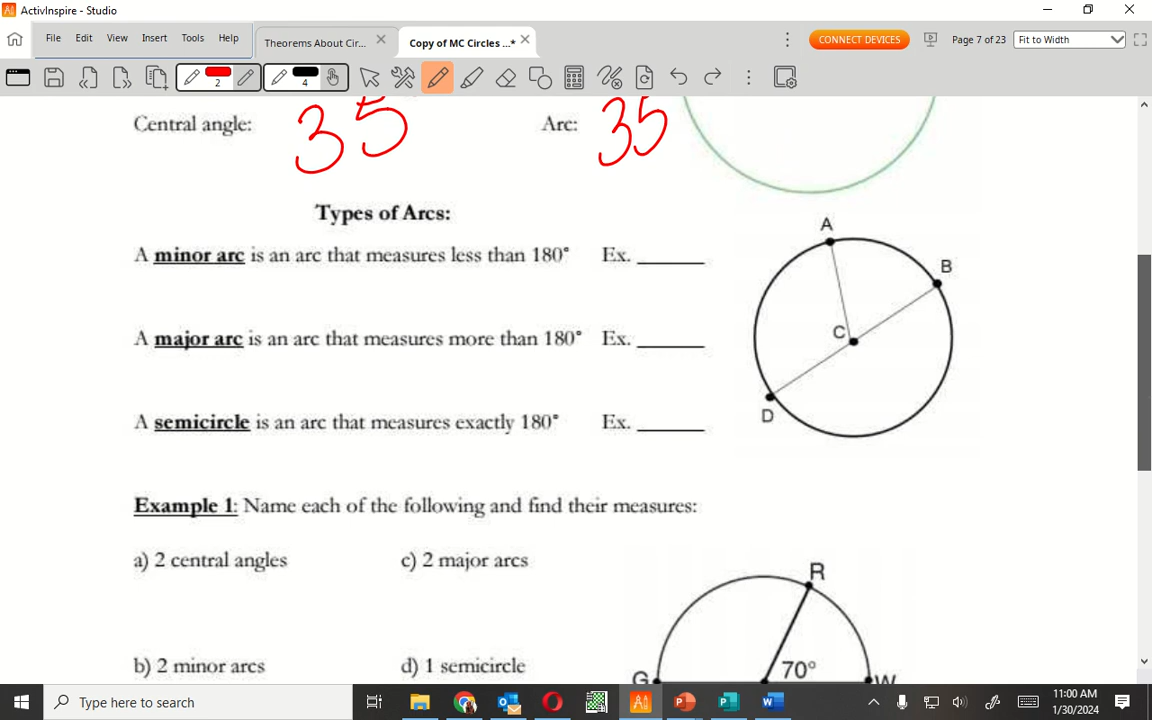 ActivInspire - Studio
File Edit View Insert Tools Help
Theorems About Cir...
Copy of MC Circles ...*
CONNECT DEVICES
Page 7 of 23
Fit to Width
2
4
Central angle: 35 Arc: 35
Types of Arcs:
A minor arc is an arc that measures less than 180° Ex. ______
A major arc is an arc that measures more than 180° Ex. ______
A semicircle is an arc that measures exactly 180° Ex. ______
A
B
C
D
Example 1: Name each of the following and find their measures:
a) 2 central angles c) 2 major arcs
b) 2 minor arcs d) 1 semicircle
R
70°
G
W
Type here to search
11:00 AM
1/30/2024